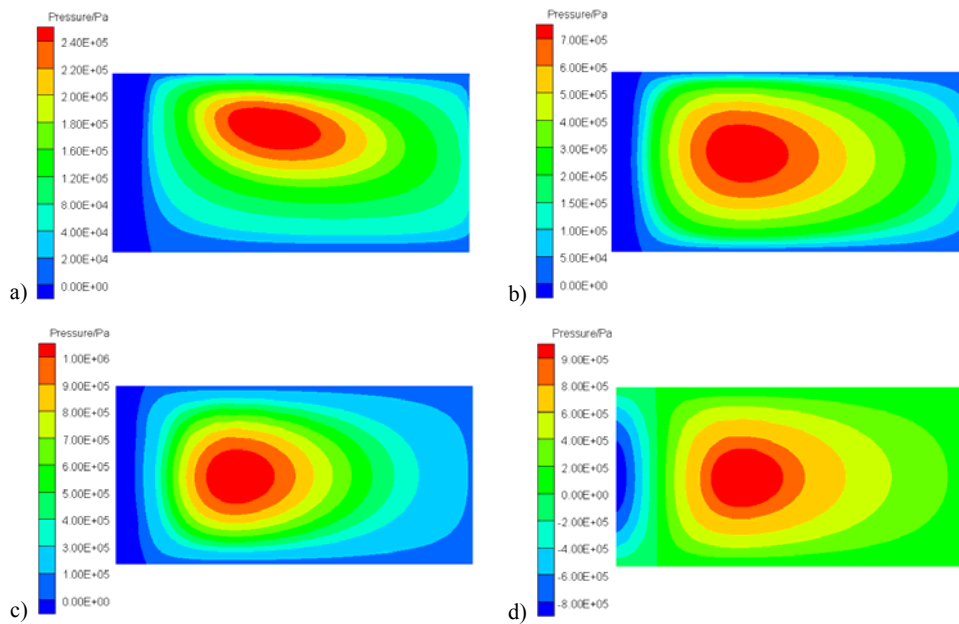 Pressure/Pa
2.40E+05
2.20E+05
2.00E+05
1.80E+05
1.60E+05
1.20E+05
8.00E+04
2.00E+04
2.00E+04
0.00E+00
a)
Pressure/Pa
7.00E+05
6.00E+05
5.00E+05
4.00E+05
3.00E+05
2.00E+05
1.50E+05
1.00E+05
5.00E+04
0.00E+00
b)
Pressure/Pa
1.00E+06
9.00E+05
8.00E+05
7.00E+05
6.00E+05
5.00E+05
4.00E+05
3.00E+05
2.00E+05
1.00E+05
0.00E+00
c)
Pressure/Pa
9.00E+05
8.00E+05
6.00E+05
4.00E+05
2.00E+05
0.00E+00
-2.00E+05
-4.00E+05
-6.00E+05
-8.00E+05
d)